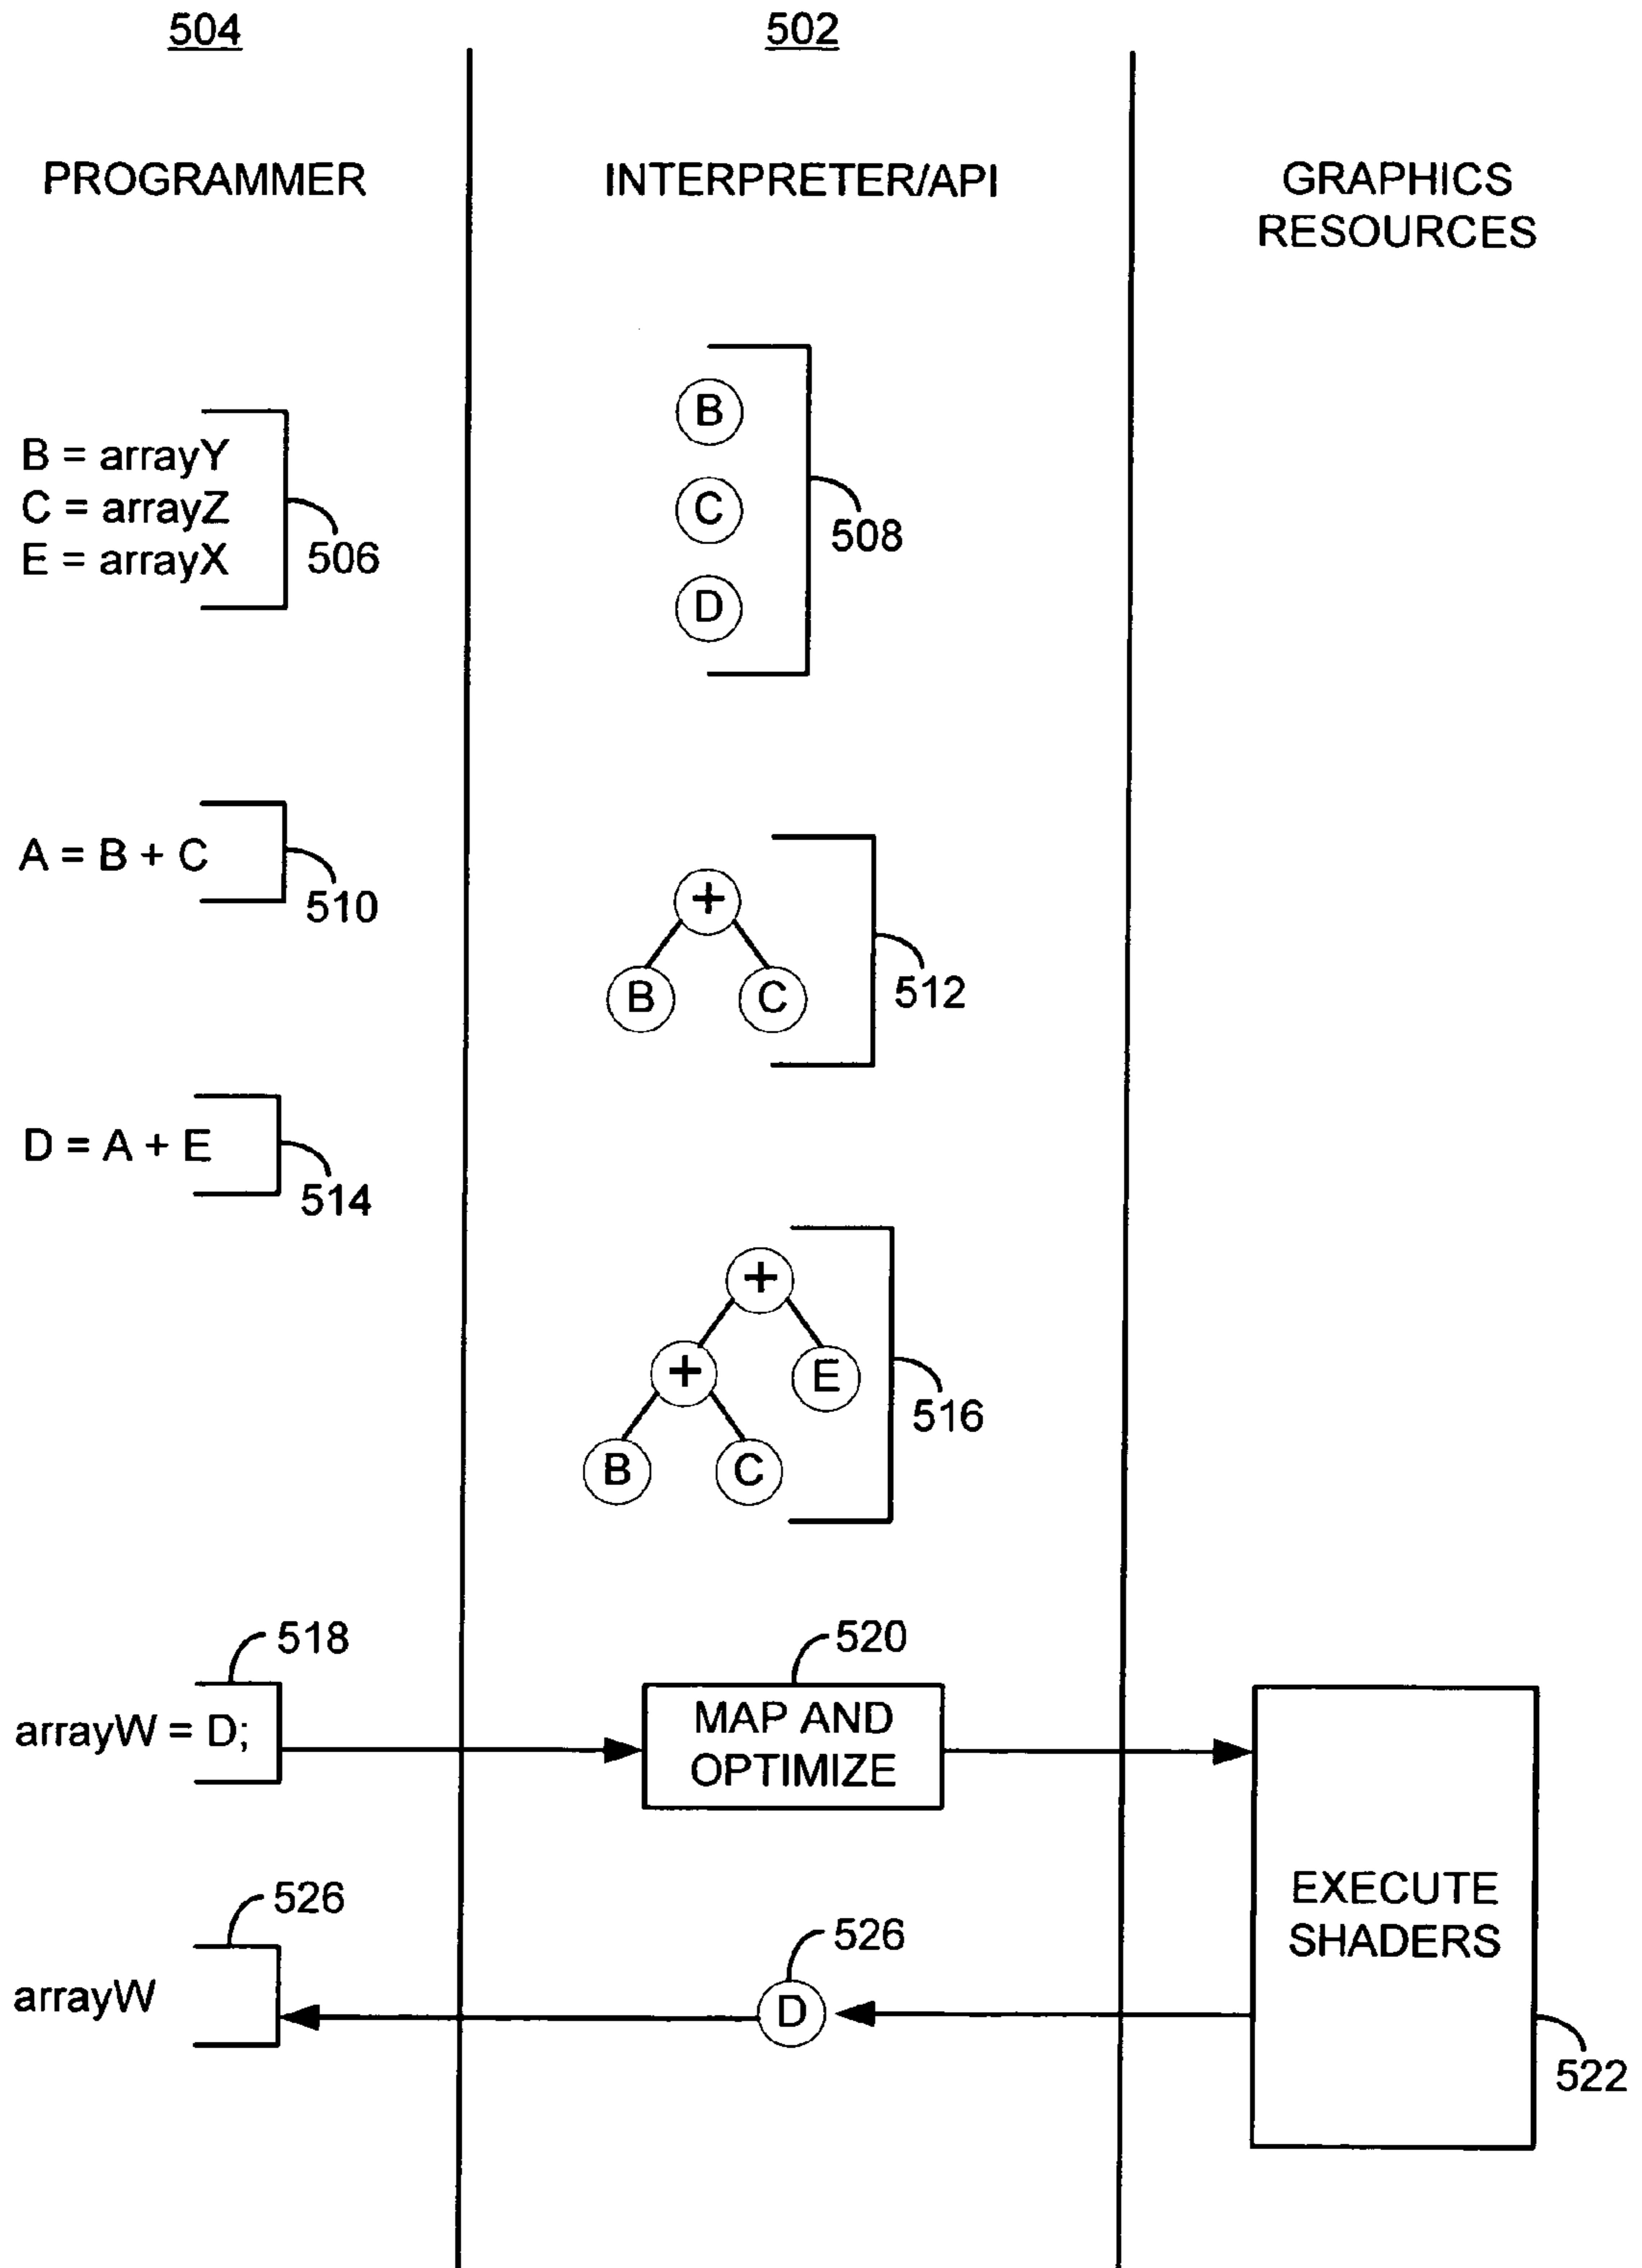 504
502
PROGRAMMER
INTERPRETER/API
GRAPHICS
RESOURCES
B = arrayY
C = arrayZ
E = arrayX
506
B
C
D
508
A = B + C
510
+
B
C
512
D = A + E
514
+
+
E
B
C
516
518
arrayW = D;
520
MAP AND
OPTIMIZE
EXECUTE
SHADERS
522
526
arrayW
526
D